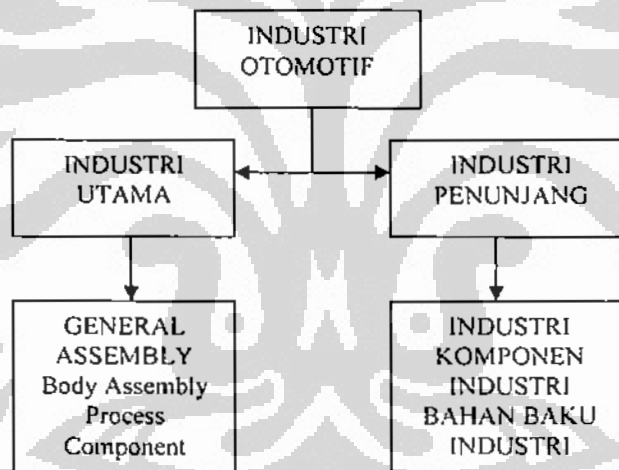 INDUSTRI
OTOMOTIF
INDUSTRI
UTAMA
INDUSTRI
PENUNJANG
GENERAL
ASSEMBLY
Body Assembly
Process
Component
INDUSTRI
KOMPONEN
INDUSTRI
BAHAN BAKU
INDUSTRI